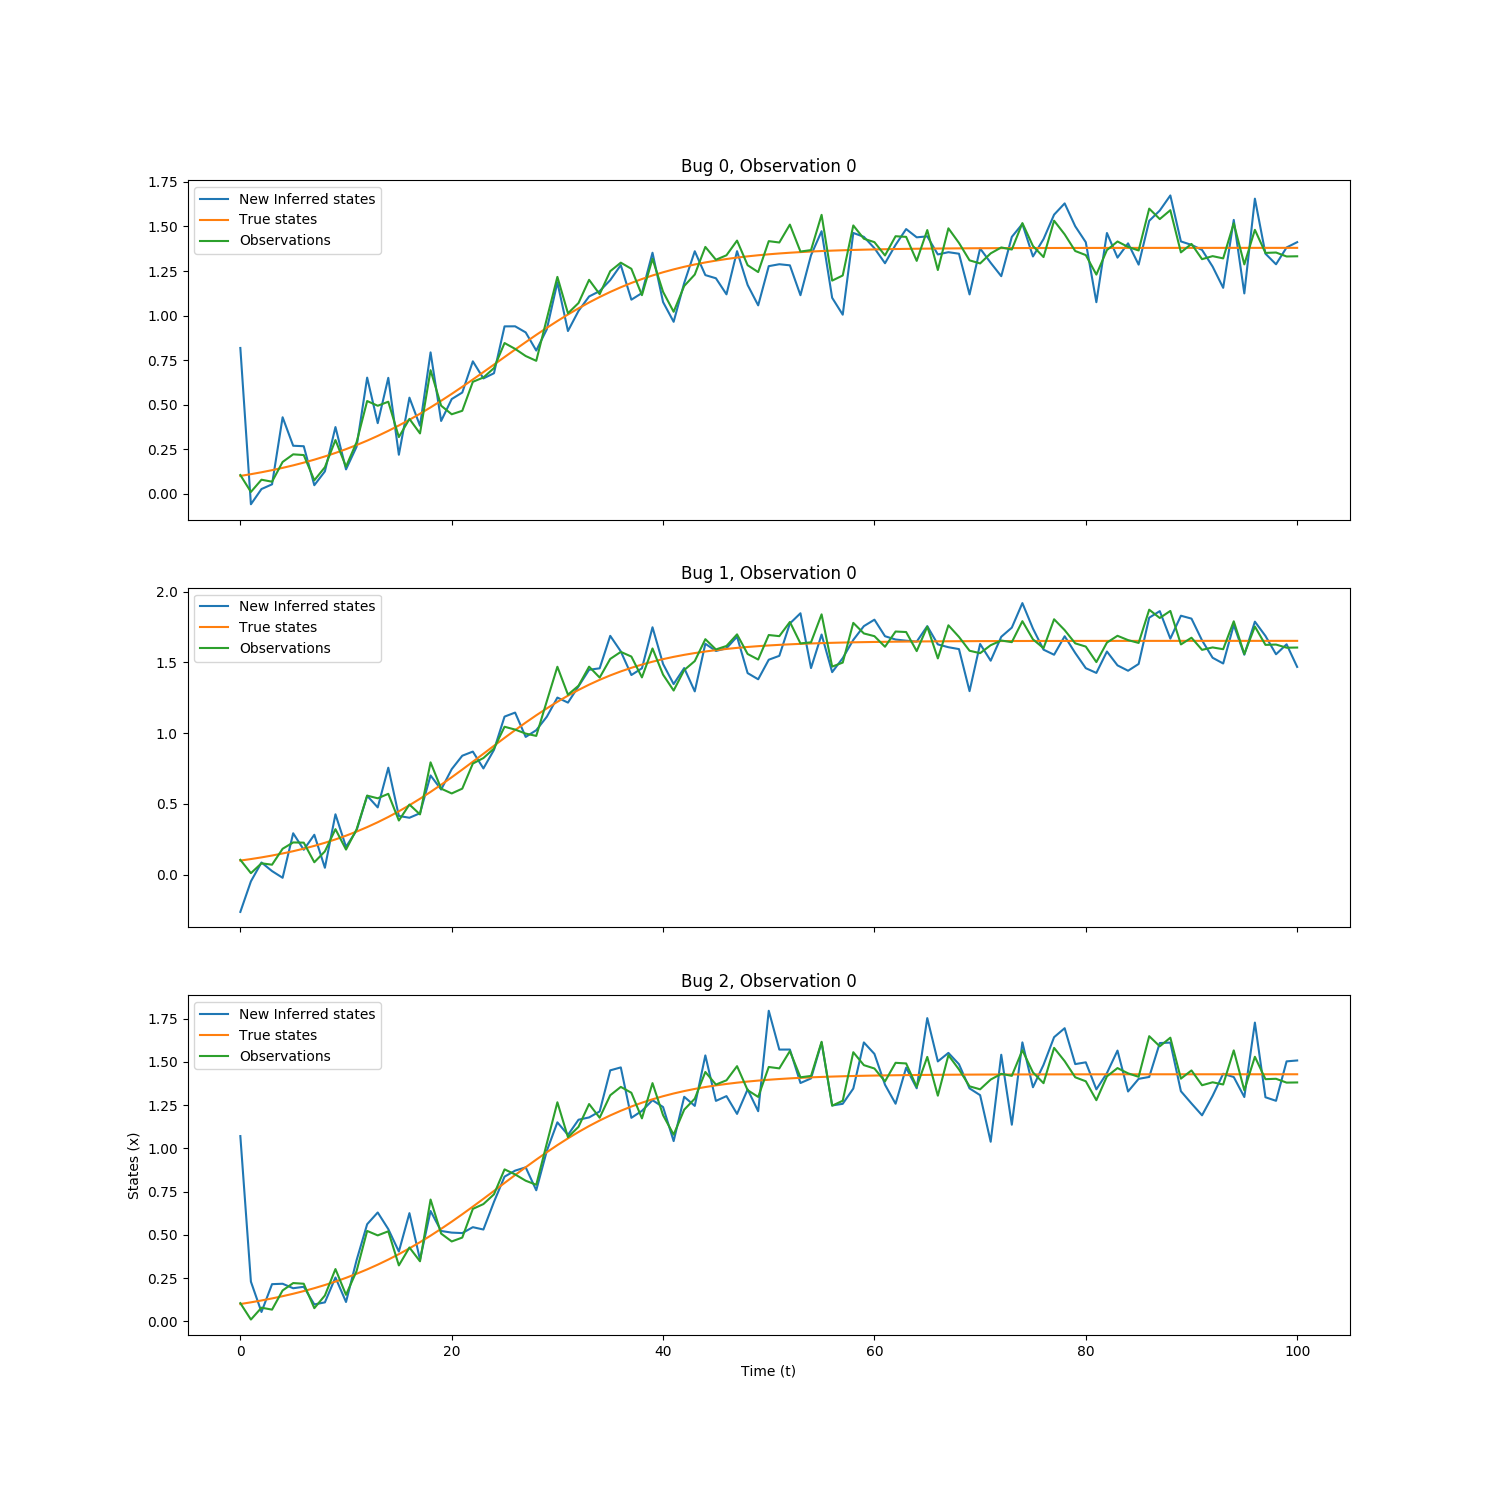 Bug 0, Observation 0
1.75
1.50
1.25
1.00
0.75
0.50
0.25
0.00
New Inferred states
True states
Observations
Bug 1, Observation 0
2.0
1.5
1.0
0.5
0.0
New Inferred states
True states
Observations
Bug 2, Observation 0
States (x)
1.75
1.50
1.25
1.00
0.75
0.50
0.25
0.00
New Inferred states
True states
Observations
0 20 40 60 80 100
Time (t)